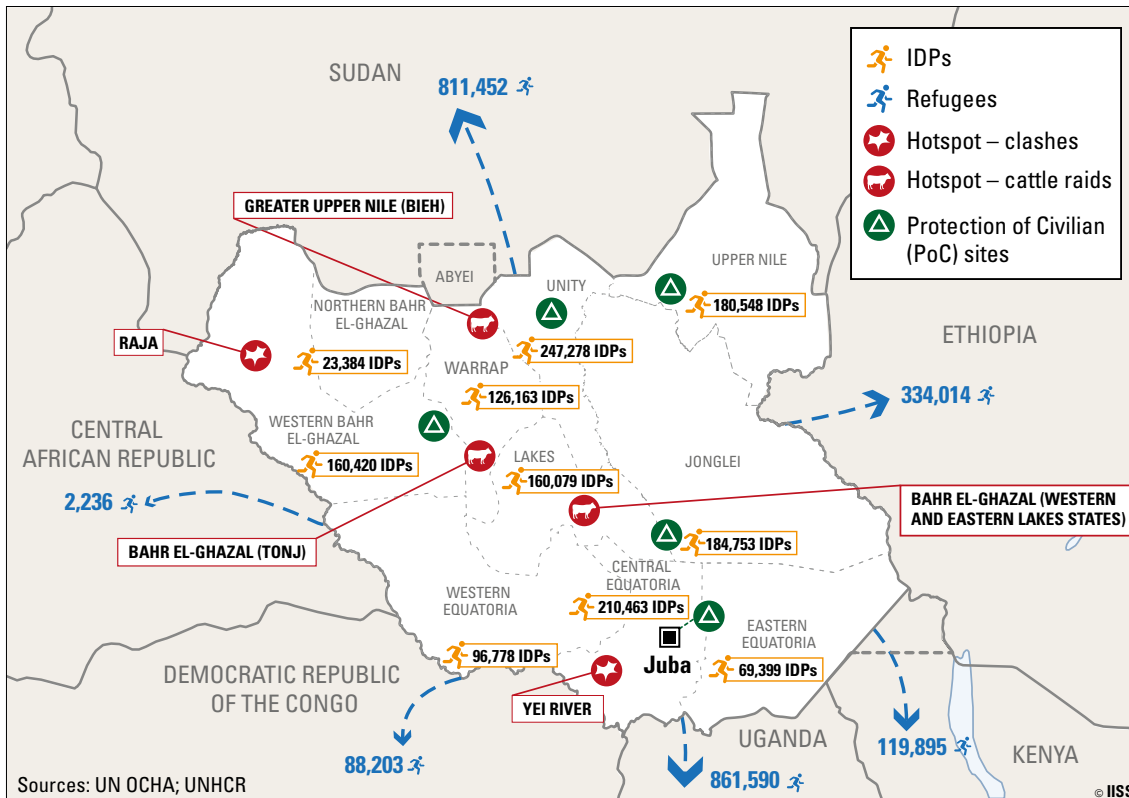 SUDAN
811,452
IDPs
Refugees
Hotspot – clashes
Hotspot – cattle raids
Protection of Civilian
(PoC) sites
GREATER UPPER NILE (BIEH)
ABYEI
UNITY
UPPER NILE
180,548 IDPs
NORTHERN BAHR
EL-GHAZAL
RAJA
23,384 IDPs
247,278 IDPs
WARRAP
126,163 IDPs
ETHIOPIA
334,014
CENTRAL
AFRICAN REPUBLIC
2,236
WESTERN BAHR
EL-GHAZAL
160,420 IDPs
LAKES
160,079 IDPs
JONGLEI
BAHR EL-GHAZAL (WESTERN
AND EASTERN LAKES STATES)
BAHR EL-GHAZAL (TONJ)
184,753 IDPs
WESTERN
EQUATORIA
CENTRAL
EQUATORIA
210,463 IDPs
EASTERN
EQUATORIA
Juba
69,399 IDPs
96,778 IDPs
DEMOCRATIC REPUBLIC
OF THE CONGO
YEI RIVER
88,203
UGANDA
861,590
119,895
KENYA
Sources: UN OCHA; UNHCR
© IISS